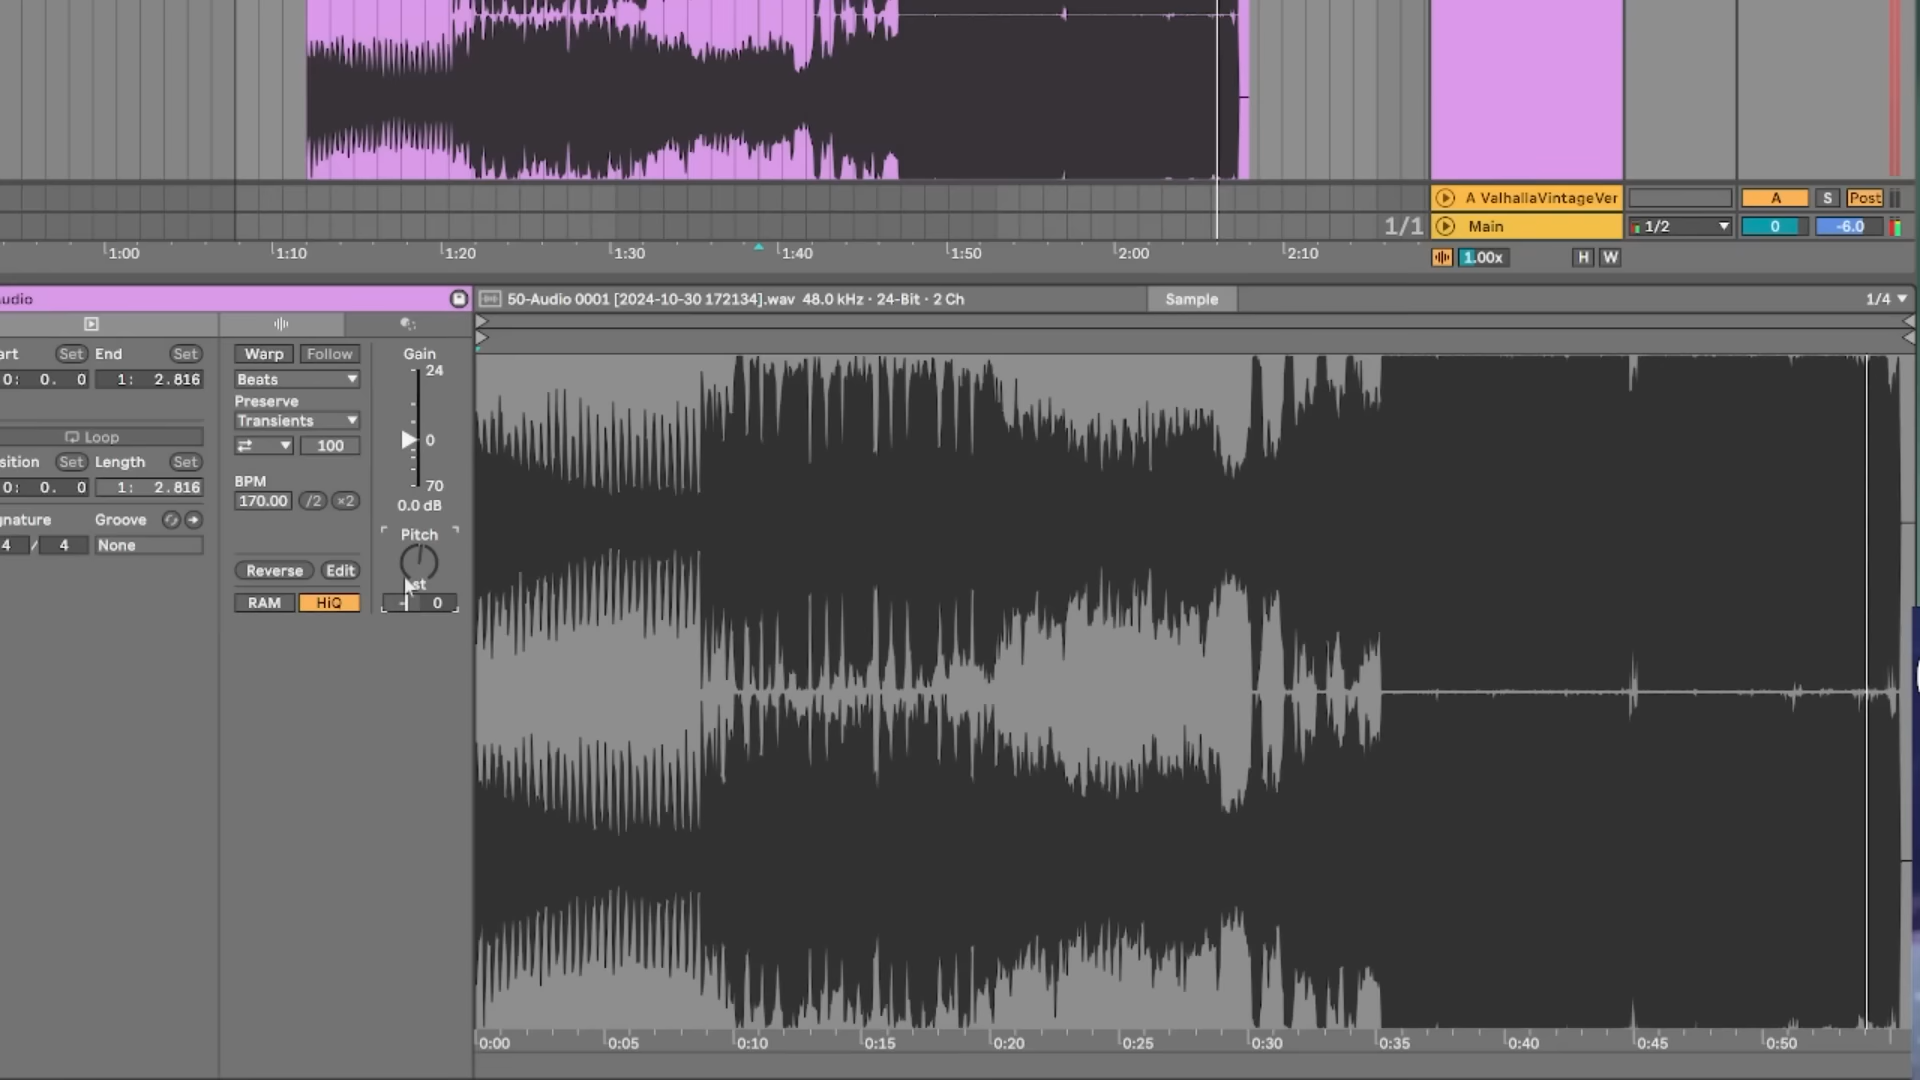 A ValhallaVintageVer A S Post
1/1 Main 1/2 0 -6.0
1:00 1:10 1:20 1:30 1:40 1:50 2:00 2:10 1.00x H W
udio 50-Audio 0001 [2024-10-30 172134].wav 48.0 kHz · 24-Bit · 2 Ch Sample 1/4
art Set End Set Warp Follow Gain
24
0: 0. 0 1: 2.816 Beats
Preserve
Transients
Loop 0
100
sition Set Length Set
0: 0. 0 1: 2.816 BPM 70
170.00 /2 ×2 0.0 dB
gnature Groove
Pitch
4 / 4 None
Reverse Edit st
RAM HiQ 0
0:00 0:05 0:10 0:15 0:20 0:25 0:30 0:35 0:40 0:45 0:50